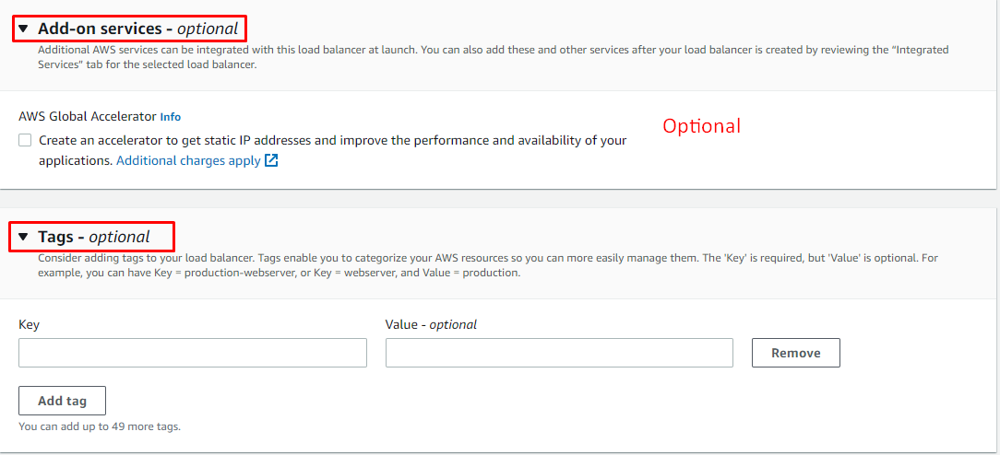 Add-on services - optional
Additional AWS services can be integrated with this load balancer at launch. You can also add these and other services after your load balancer is created by reviewing the “Integrated
Services” tab for the selected load balancer.
AWS Global Accelerator Info
Optional
Create an accelerator to get static IP addresses and improve the performance and availability of your
applications. Additional charges apply
Tags - optional
Consider adding tags to your load balancer. Tags enable you to categorize your AWS resources so you can more easily manage them. The 'Key' is required, but 'Value' is optional. For
example, you can have Key = production-webserver, or Key = webserver, and Value = production.
Key Value - optional
Remove
Add tag
You can add up to 49 more tags.